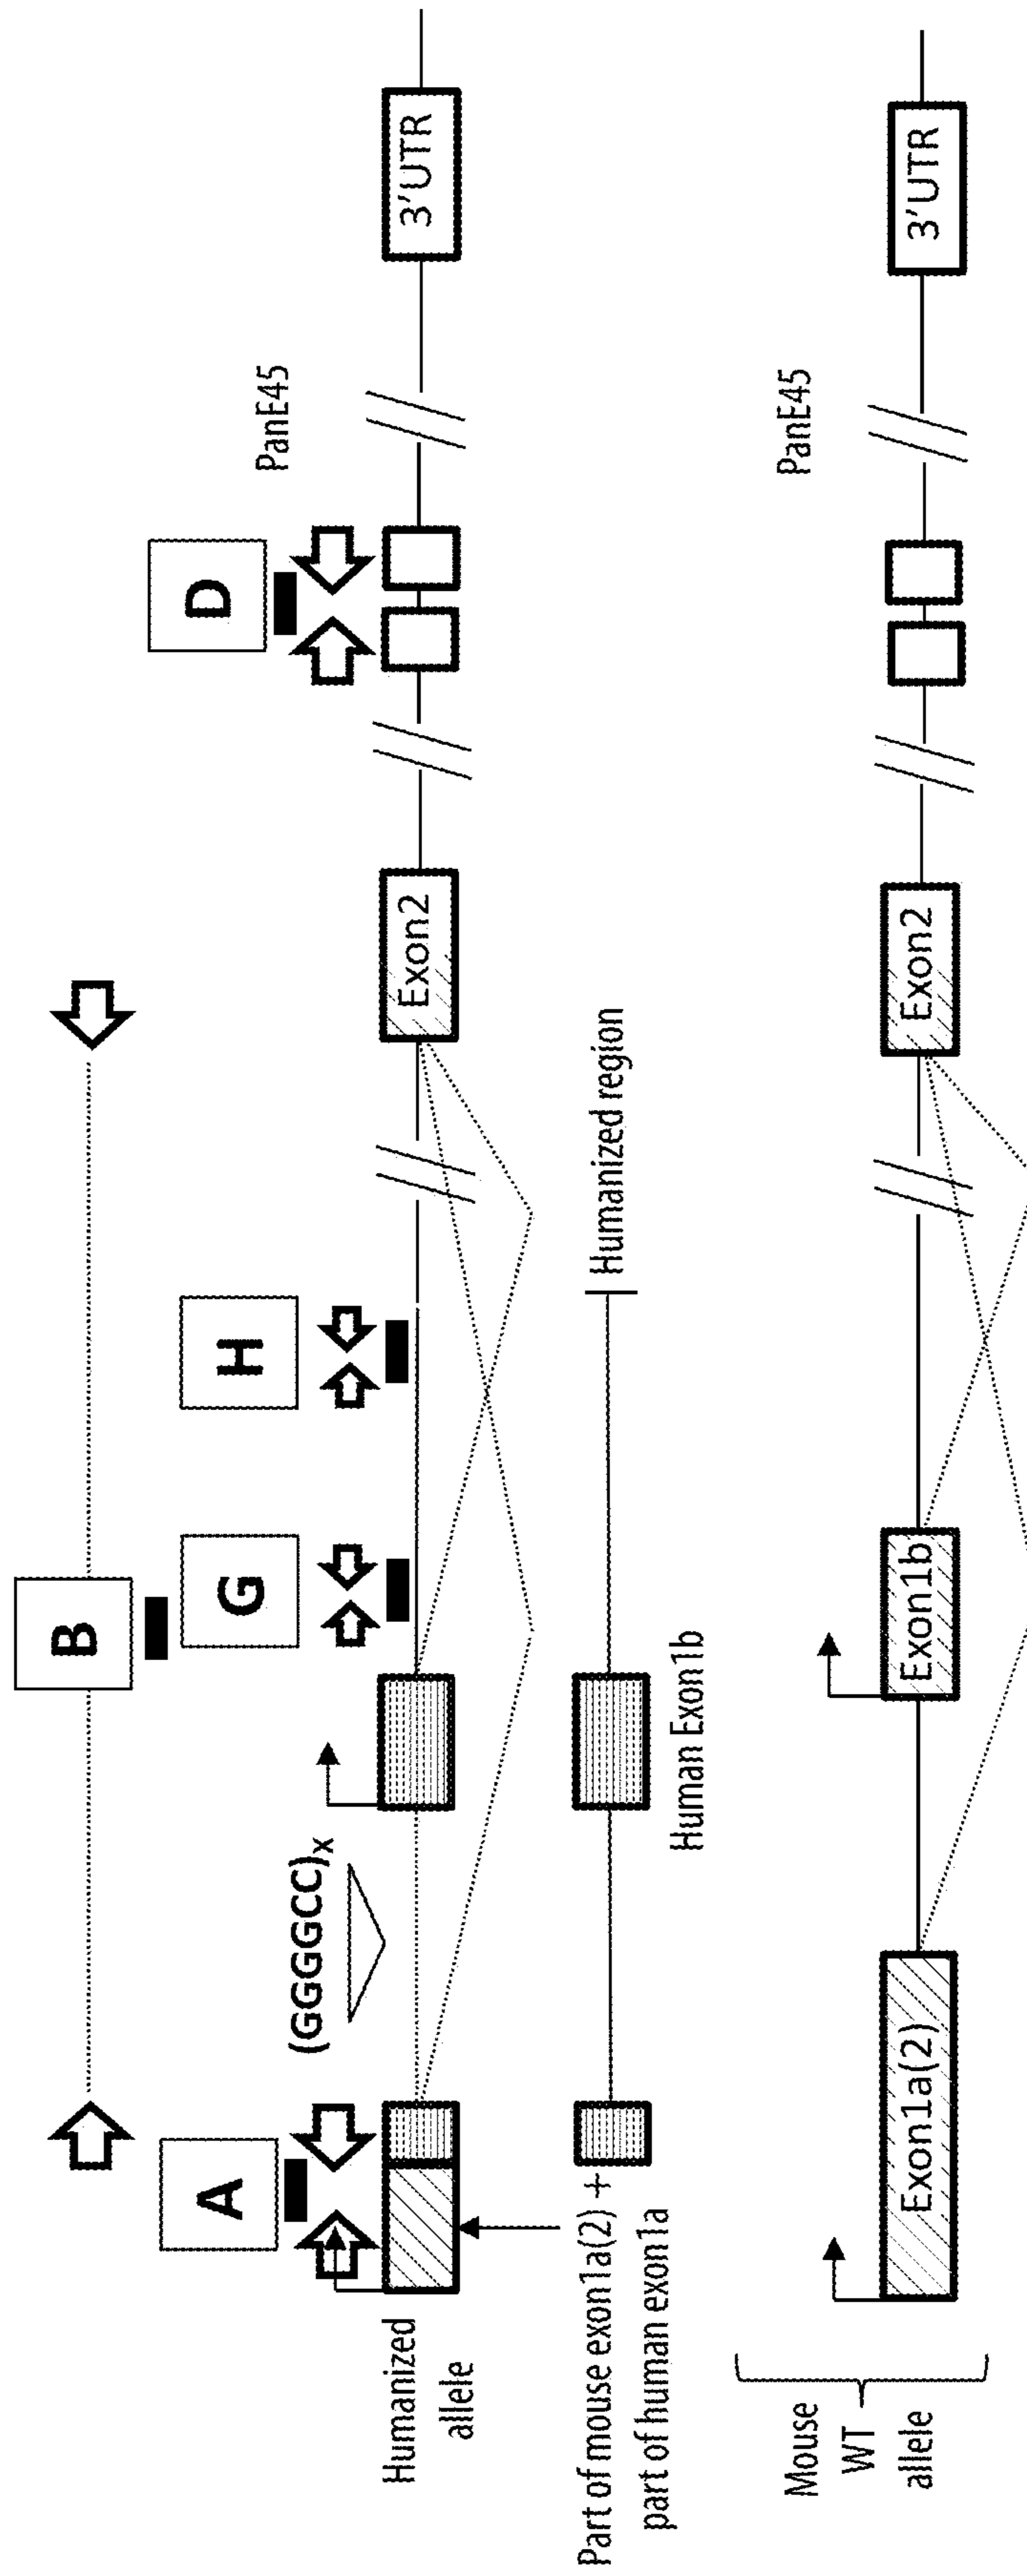 B
A
G
H
D
(GGGGCC)x
PanE45
Humanized
allele
Exon2
3'UTR
Part of mouse exon1a(2) +
part of human exon1a
Human Exon1b
Humanized region
PanE45
Mouse
WT
allele
Exon1a(2)
Exon1b
Exon2
3'UTR